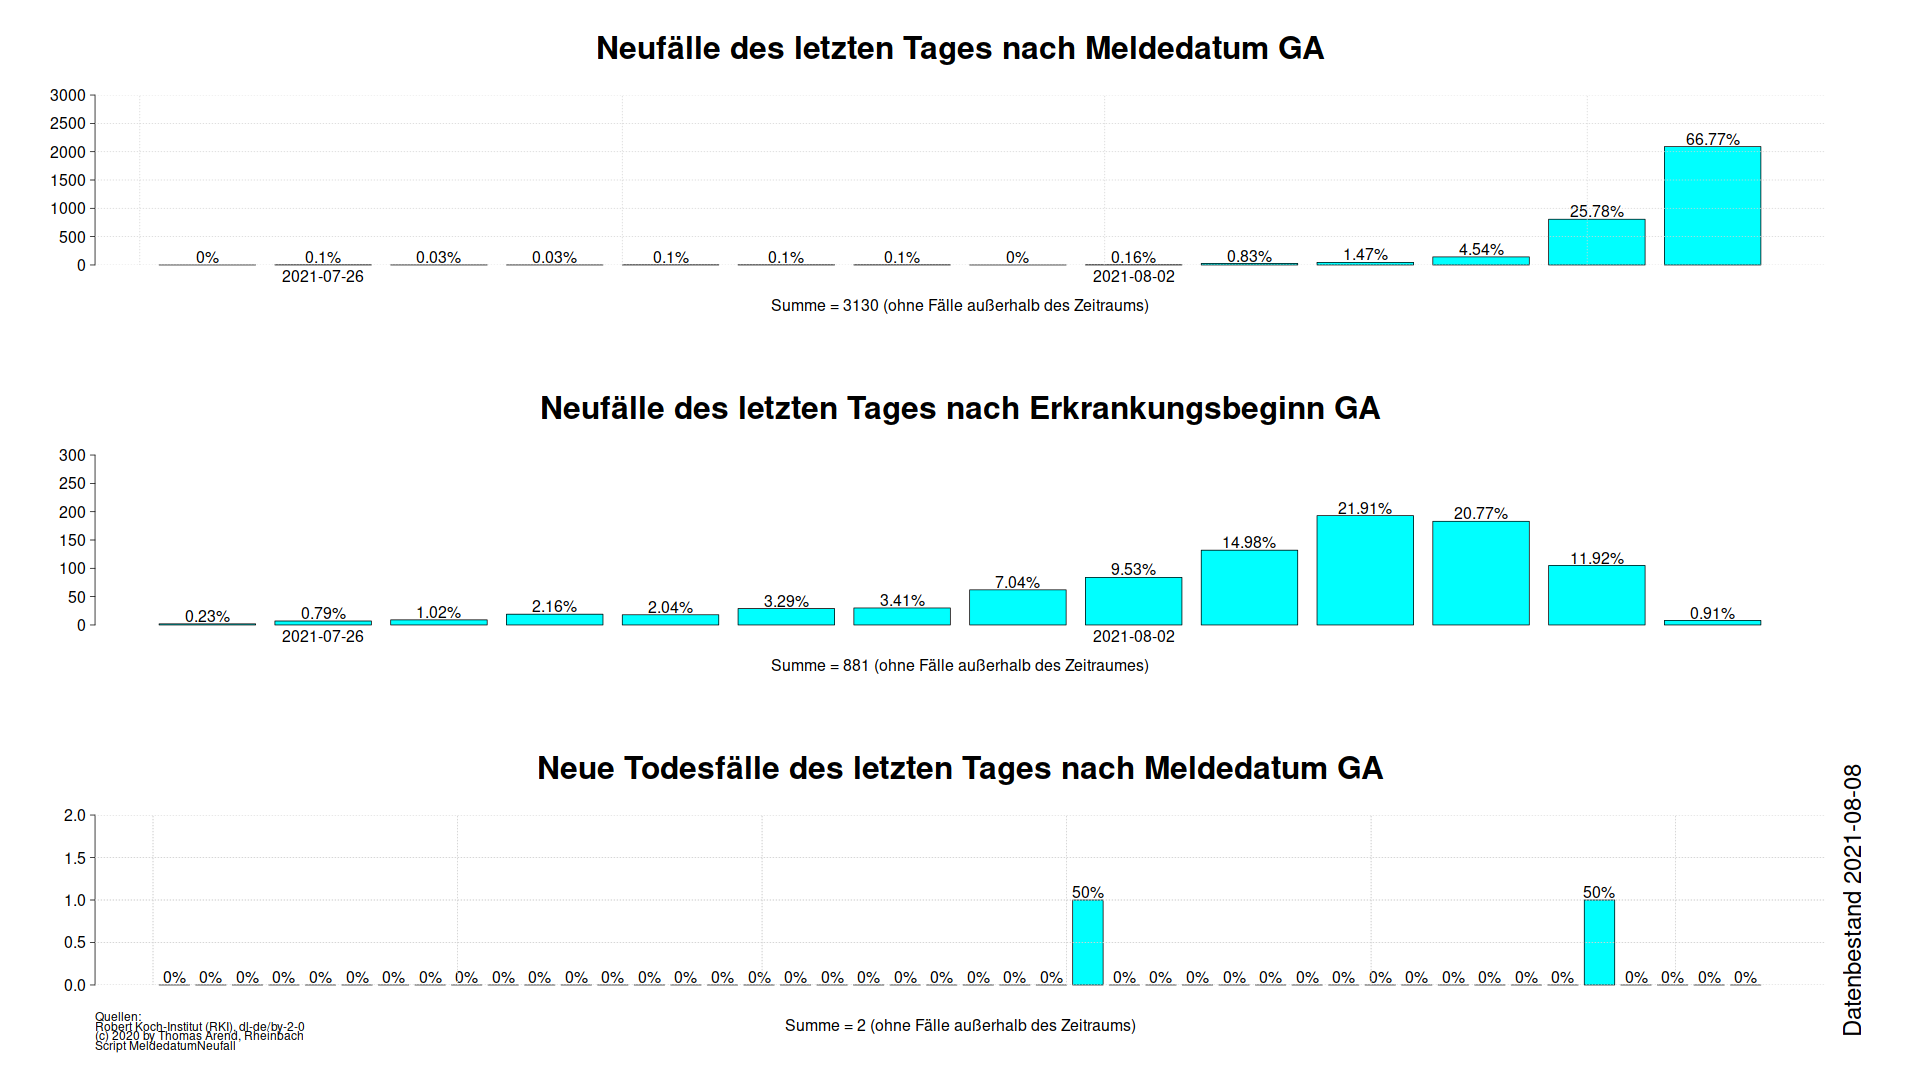 Neufälle des letzten Tages nach Meldedatum GA
3000
2500
2000
1500
1000
500
0
0% 0.1% 0.03% 0.03% 0.1% 0.1% 0.1% 0% 0.16% 0.83% 1.47% 4.54% 25.78% 66.77%
2021-07-26 2021-08-02
Summe = 3130 (ohne Fälle außerhalb des Zeitraums)
Neufälle des letzten Tages nach Erkrankungsbeginn GA
300
250
200
150
100
50
0
0.23% 0.79% 1.02% 2.16% 2.04% 3.29% 3.41% 7.04% 9.53% 14.98% 21.91% 20.77% 11.92% 0.91%
2021-07-26 2021-08-02
Summe = 881 (ohne Fälle außerhalb des Zeitraumes)
Neue Todesfälle des letzten Tages nach Meldedatum GA
2.0
1.5
1.0
0.5
0.0
0% 0% 0% 0% 0% 0% 0% 0% 0% 0% 0% 0% 0% 0% 0% 0% 0% 0% 0% 0% 0% 0% 0% 0% 0% 50% 0% 0% 0% 0% 0% 0% 0% 0% 0% 0% 0% 0% 0% 50% 0% 0% 0% 0%
Summe = 2 (ohne Fälle außerhalb des Zeitraums)
Quellen:
Robert Koch-Institut (RKI), dl-de/by-2-0
(c) 2020 by Thomas Arend, Rheinbach
Script MeldedatumNeufall
Datenbestand 2021-08-08